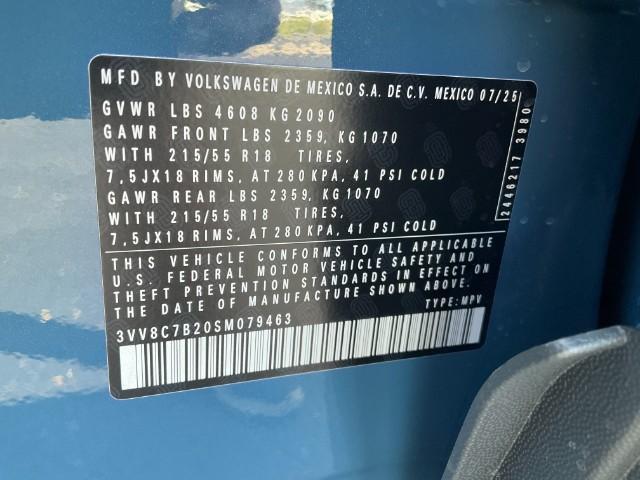 MFD BY VOLKSWAGEN DE MEXICO S.A. DE C.V. MEXICO 07/25
GVWR LBS 4608 KG 2090
GAWR FRONT LBS 2359, KG 1070
WITH 215/55 R18 TIRES,
7,5JX18 RIMS, AT 280 KPA, 41 PSI COLD
GAWR REAR LBS 2359, KG 1070
WITH 215/55 R18 TIRES,
7,5JX18 RIMS, AT 280 KPA, 41 PSI COLD
THIS VEHICLE CONFORMS TO ALL APPLICABLE
U.S. FEDERAL MOTOR VEHICLE SAFETY AND
THEFT PREVENTION STANDARDS IN EFFECT ON
THE DATE OF MANUFACTURE SHOWN ABOVE.
TYPE: MPV
3VV8C7B20SM079463
2446217 3980